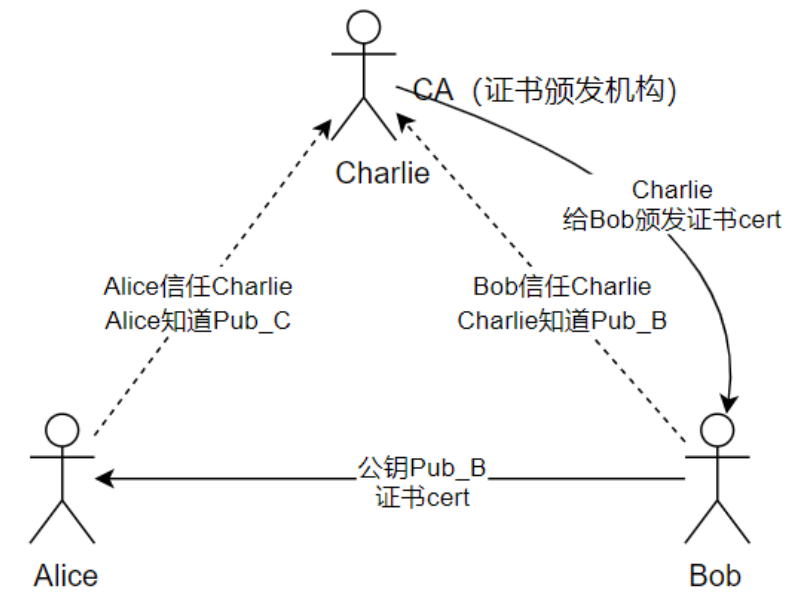 CA（证书颁发机构）
Charlie
Charlie
给Bob颁发证书cert
Alice信任Charlie
Alice知道Pub_C
Bob信任Charlie
Charlie知道Pub_B
公钥Pub_B
证书cert
Alice
Bob